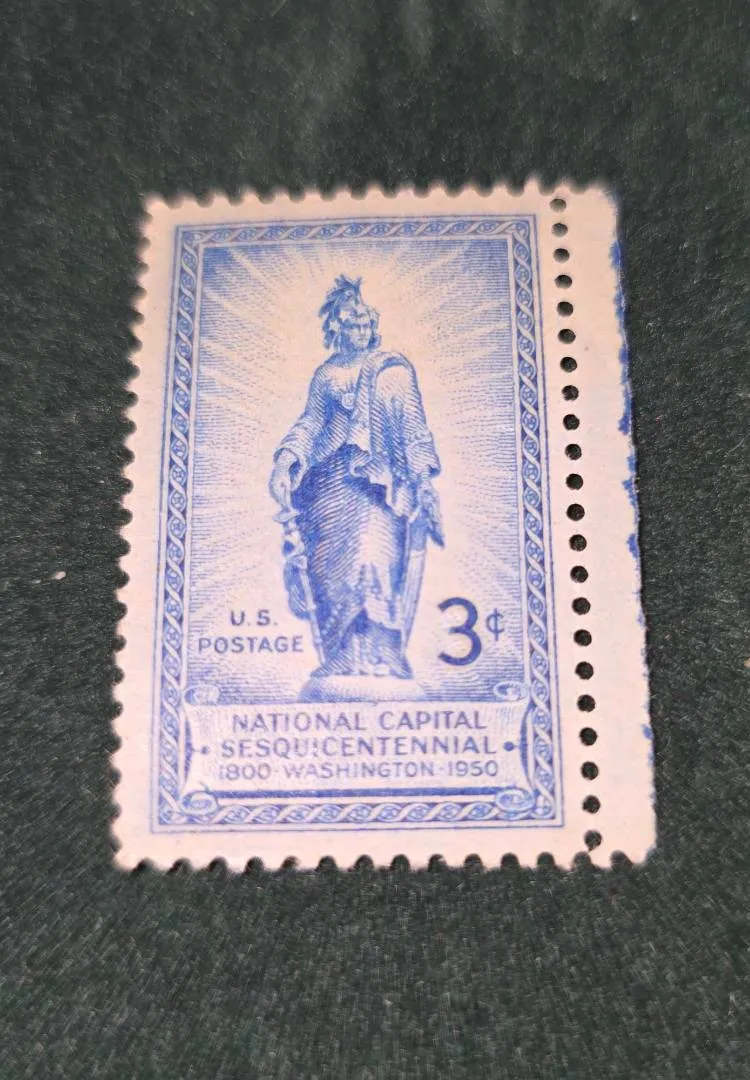 U.S.
POSTAGE
3¢
NATIONAL CAPITAL
SESQUICENTENNIAL
1800·WASHINGTON·1950